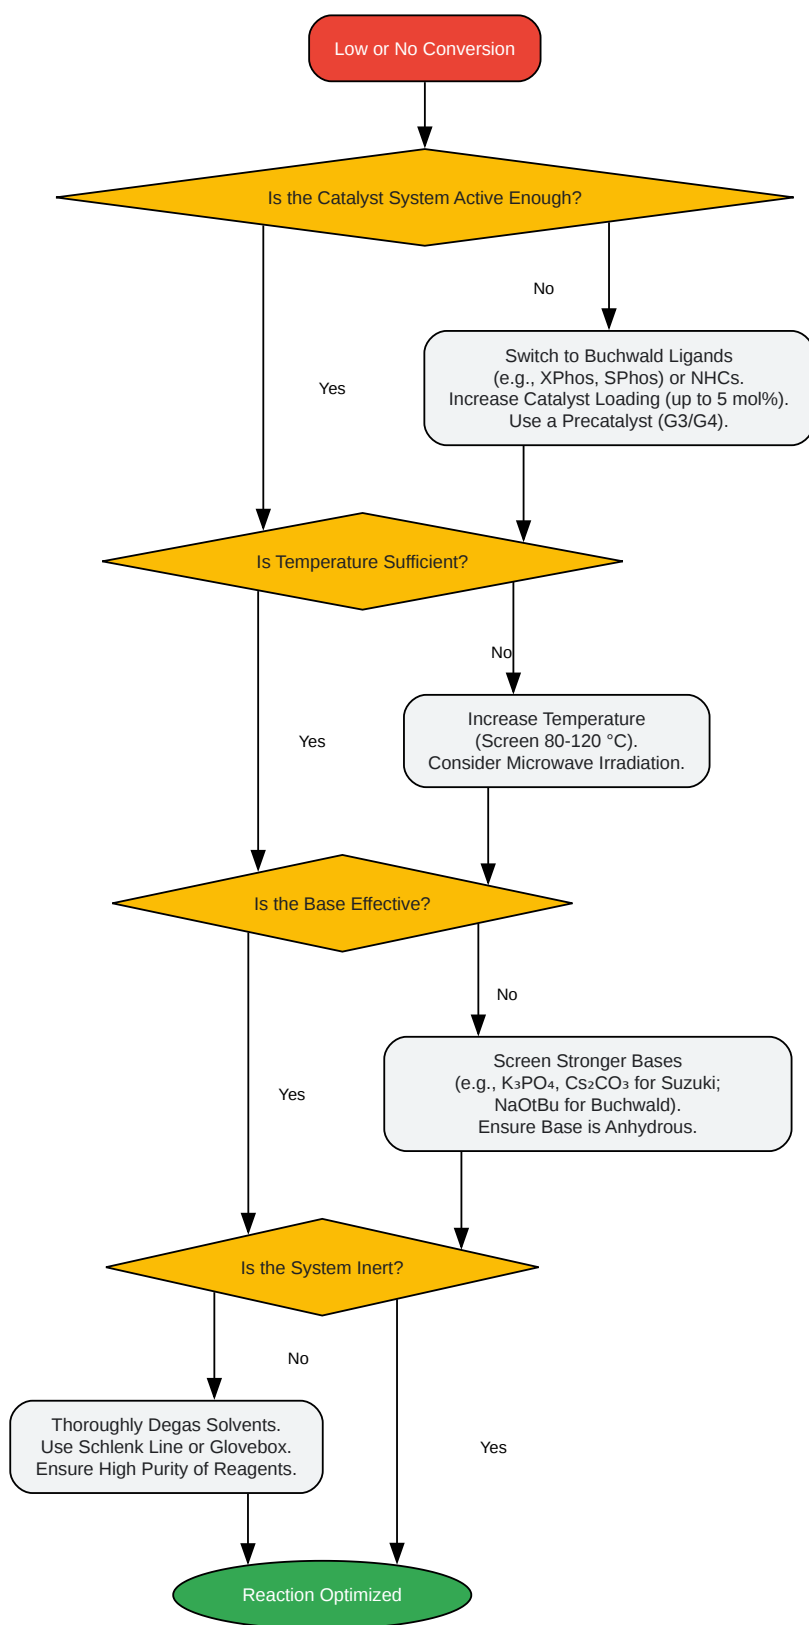 Low or No Conversion
Is the Catalyst System Active Enough?
No
Switch to Buchwald Ligands
(e.g., XPhos, SPhos) or NHCs.
Increase Catalyst Loading (up to 5 mol%).
Use a Precatalyst (G3/G4).
Yes
Is Temperature Sufficient?
No
Increase Temperature
(Screen 80-120 °C).
Consider Microwave Irradiation.
Yes
Is the Base Effective?
No
Screen Stronger Bases
(e.g., K₃PO₄, Cs₂CO₃ for Suzuki;
NaOtBu for Buchwald).
Ensure Base is Anhydrous.
Yes
Is the System Inert?
No
Thoroughly Degas Solvents.
Use Schlenk Line or Glovebox.
Ensure High Purity of Reagents.
Yes
Reaction Optimized